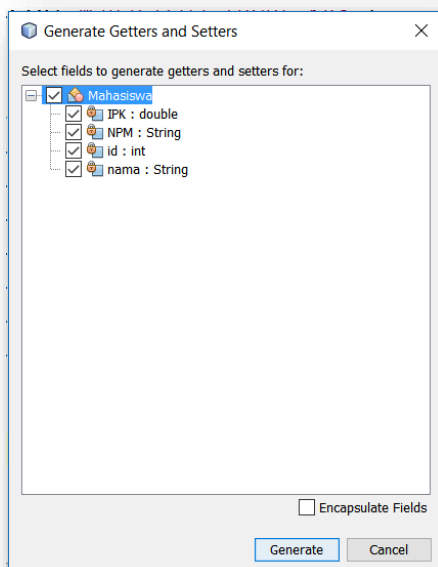 Generate Getters and Setters
Select fields to generate getters and setters for:
Mahasiswa
IPK : double
NPM : String
id : int
nama : String
Encapsulate Fields
Generate Cancel